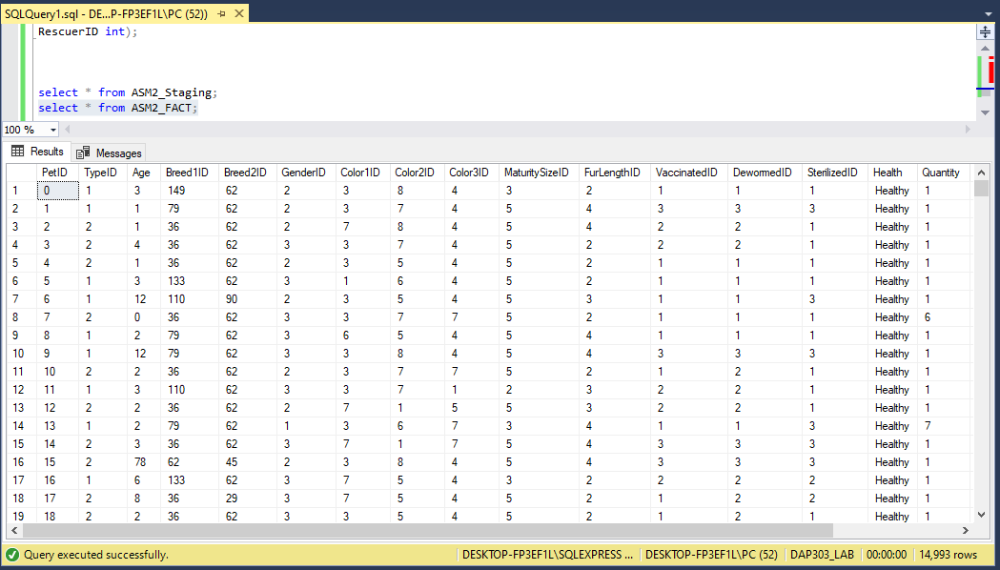 SQLQuery1.sql - DE...P-FP3EF1L\PC (52))
RescuerID int);
select * from ASM2_Staging;
select * from ASM2_FACT;
100 %
Results Messages
PetID TypeID Age Breed1ID Breed2ID GenderID Color1ID Color2ID Color3ID MaturitySizeID FurLengthID VaccinatedID DewormedID SterilizedID Health Quantity
1 0 1 3 149 62 2 3 8 4 3 2 1 1 1 Healthy 1
2 1 1 1 79 62 2 3 7 4 5 4 3 3 3 Healthy 1
3 2 2 1 36 62 2 7 8 4 5 4 2 2 1 Healthy 1
4 3 2 4 36 62 3 3 7 4 5 2 2 2 1 Healthy 1
5 4 2 1 36 62 2 3 5 4 5 2 1 1 1 Healthy 1
6 5 1 3 133 62 3 1 6 4 5 2 1 1 1 Healthy 1
7 6 1 12 110 90 2 3 5 4 5 3 1 1 3 Healthy 1
8 7 2 0 36 62 3 3 7 7 5 2 1 1 1 Healthy 6
9 8 1 2 79 62 3 6 5 4 5 4 1 1 1 Healthy 1
10 9 1 12 79 62 3 3 8 4 5 4 3 3 3 Healthy 1
11 10 2 2 36 62 2 3 7 7 5 2 1 2 1 Healthy 1
12 11 1 3 110 62 3 3 7 1 2 3 2 2 1 Healthy 1
13 12 2 2 36 62 2 7 1 5 5 3 2 2 1 Healthy 1
14 13 1 2 79 62 1 3 6 7 3 4 1 1 3 Healthy 7
15 14 2 3 36 62 3 7 1 7 5 4 3 3 3 Healthy 1
16 15 2 78 62 45 2 3 8 4 5 4 3 3 3 Healthy 1
17 16 1 6 133 62 3 7 5 4 3 2 2 2 2 Healthy 1
18 17 2 8 36 29 3 7 5 4 5 2 1 2 2 Healthy 1
19 18 2 2 36 62 3 3 5 4 5 2 1 2 1 Healthy 1
Query executed successfully. DESKTOP-FP3EF1L\SQLEXPRESS ... DESKTOP-FP3EF1L\PC (52) DAP303_LAB 00:00:00 14,993 rows